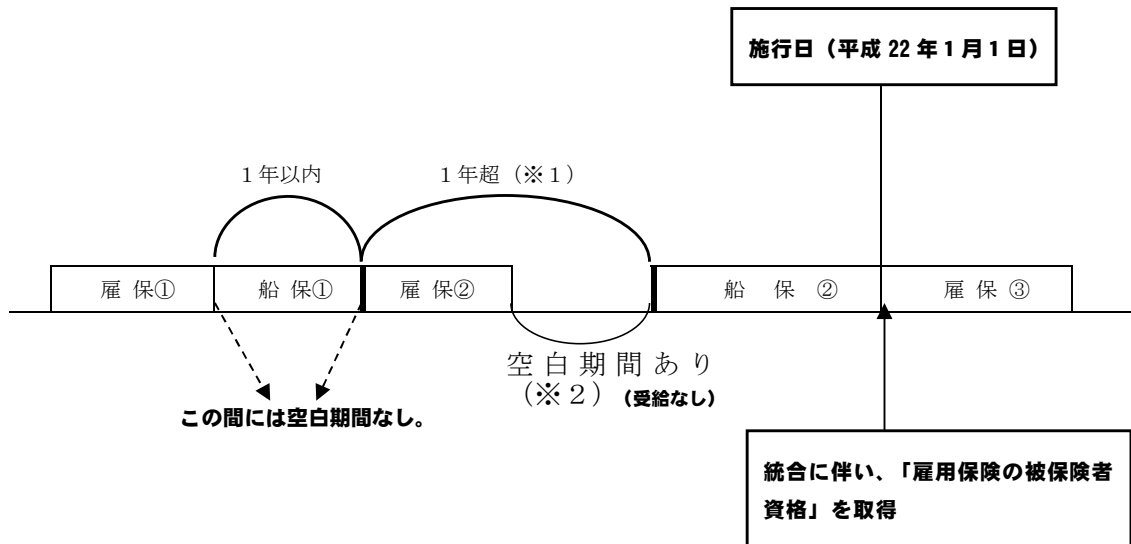 施行日（平成 22 年１月１日）
１年以内
１年超（※１）
雇 保①
船 保①
雇 保②
船 保 ②
雇 保 ③
空 白 期 間 あ り
（※２）（受給なし）
この間には空白期間なし。
統合に伴い、「雇用保険の被保険者
資格」を取得